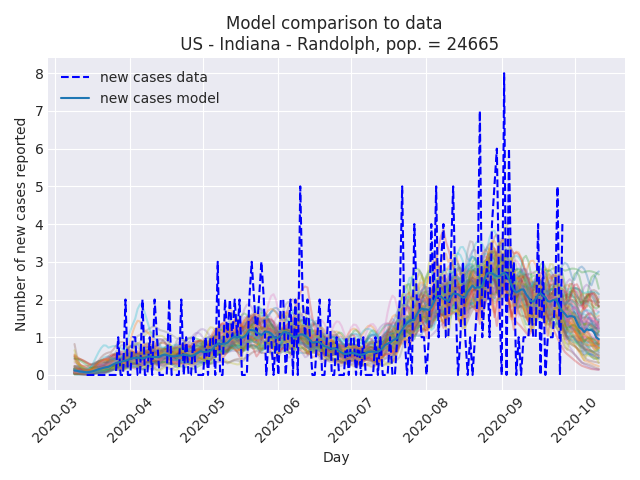 Model comparison to data
US - Indiana - Randolph, pop. = 24665
new cases data
new cases model
Number of new cases reported
8
7
6
5
4
3
2
1
0
2020-03
2020-04
2020-05
2020-06
2020-07
2020-08
2020-09
2020-10
Day